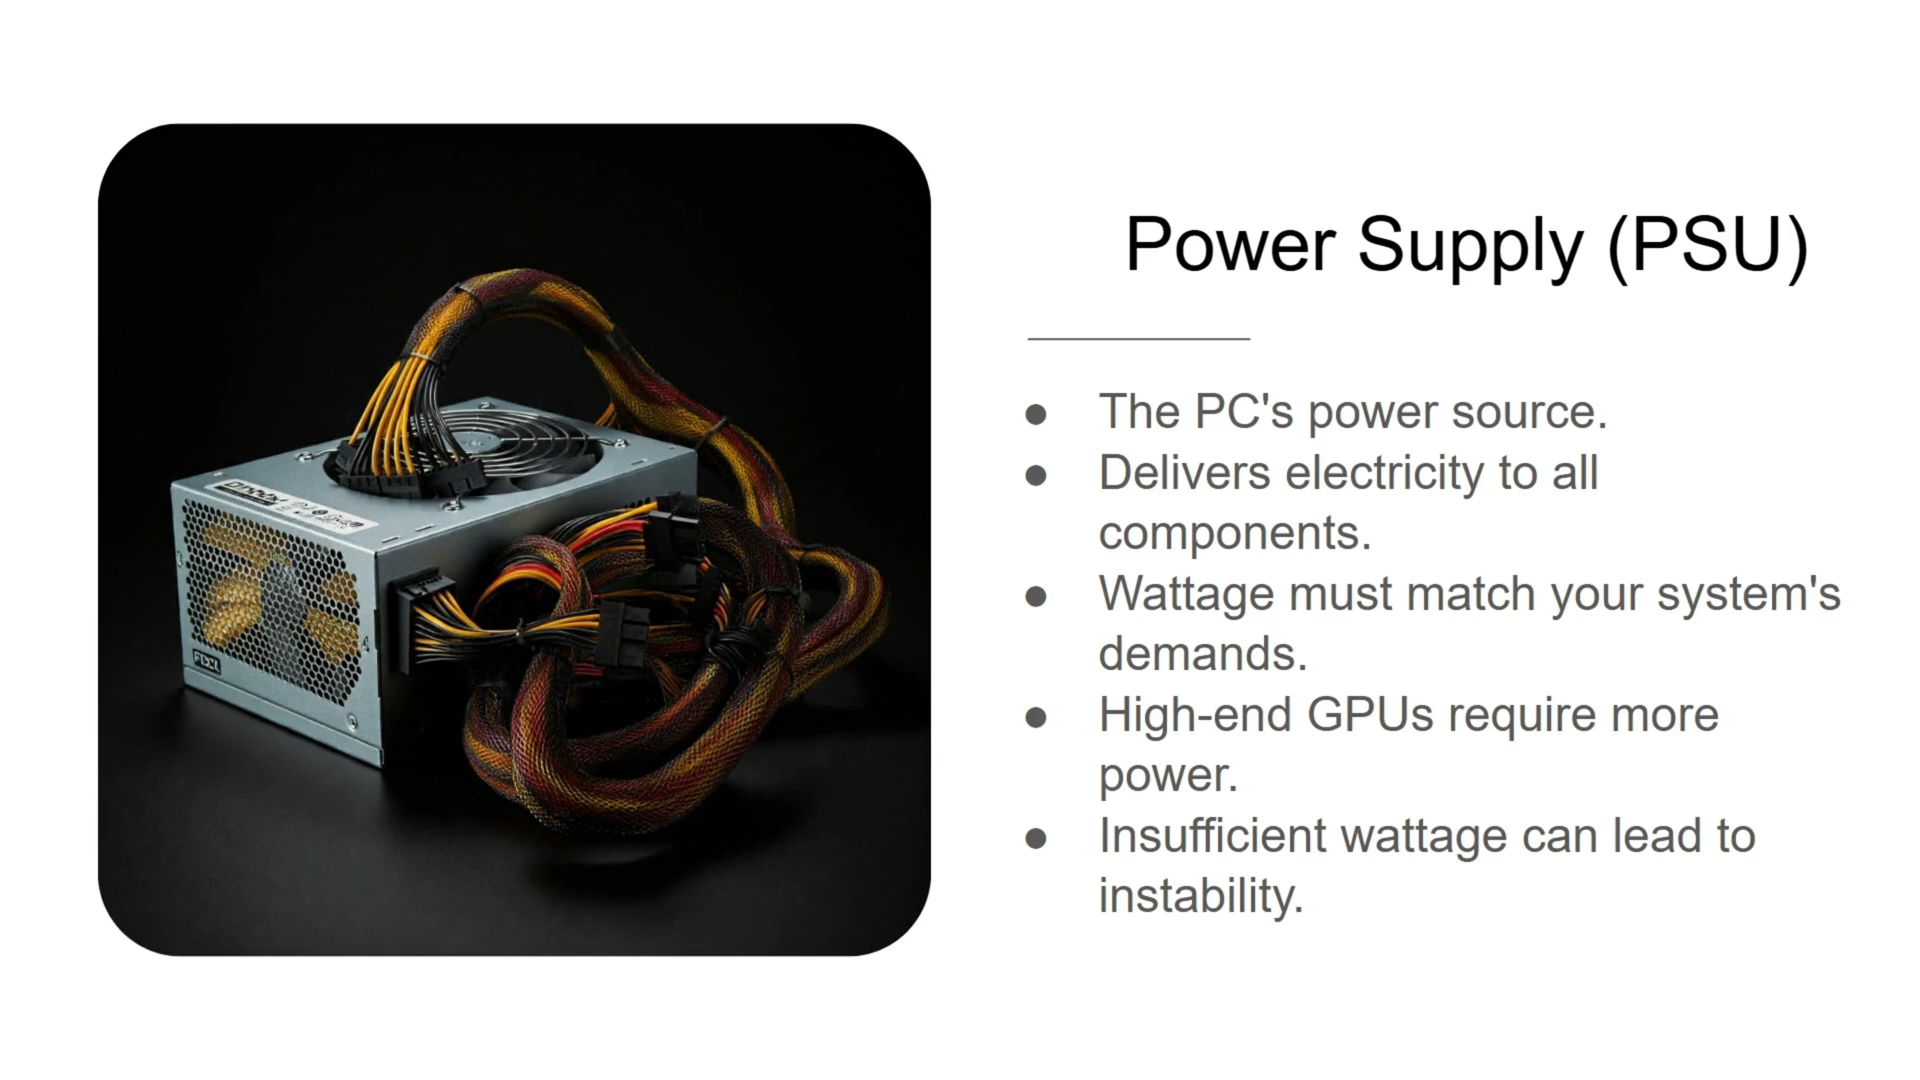 Power Supply (PSU)
● The PC's power source.
● Delivers electricity to all
components.
● Wattage must match your system's
demands.
● High-end GPUs require more
power.
● Insufficient wattage can lead to
instability.